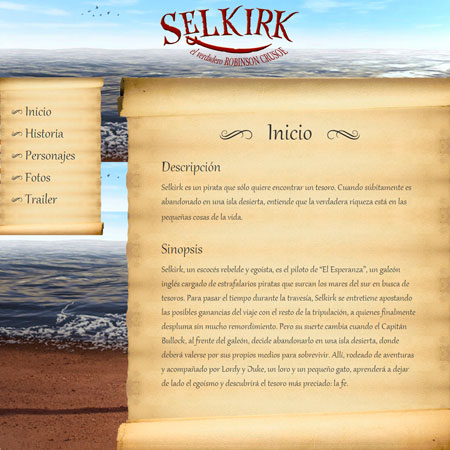 SELKIRK
el verdadero ROBINSON CRUSOE
Inicio
Historia
Personajes
Fotos
Trailer
Inicio
Descripción
Selkirk es un pirata que sólo quiere encontrar un tesoro. Cuando súbitamente es
abandonado en una isla desierta, entiende que la verdadera riqueza está en las
pequeñas cosas de la vida.
Sinopsis
Selkirk, un escocés rebelde y egoista, es el piloto de "El Esperanza", un galeón
inglés cargado de estrafalarios piratas que surcan los mares del sur en busca de
tesoros. Para pasar el tiempo durante la travesía, Selkirk se entretiene apostando
las posibles ganancias del viaje con el resto de la tripulación, a quienes finalmente
despluma sin mucho remordimiento. Pero su suerte cambia cuando el Capitán
Bullock, al frente del galeón, decide abandonarlo en una isla desierta, donde
deberá valerse por sus propios medios para sobrevivir. Allí, rodeado de aventuras
y acompañado por Lordy y Duke, un loro y un pequeño gato, aprenderá a dejar
de lado el egoísmo y descubrirá el tesoro más preciado: la fe.